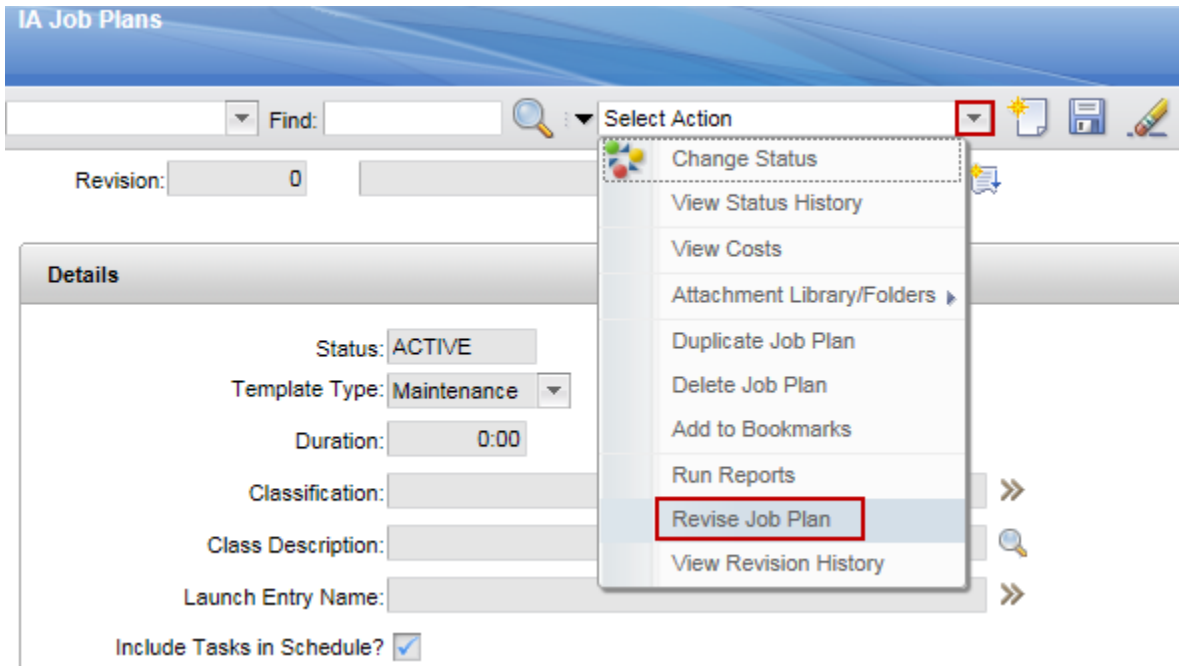 IA Job Plans
Find:
Select Action
Revision: 0
Change Status
View Status History
View Costs
Attachment Library/Folders
Duplicate Job Plan
Delete Job Plan
Add to Bookmarks
Run Reports
Revise Job Plan
View Revision History
Details
Status: ACTIVE
Template Type: Maintenance
Duration: 0:00
Classification:
Class Description:
Launch Entry Name:
Include Tasks in Schedule?